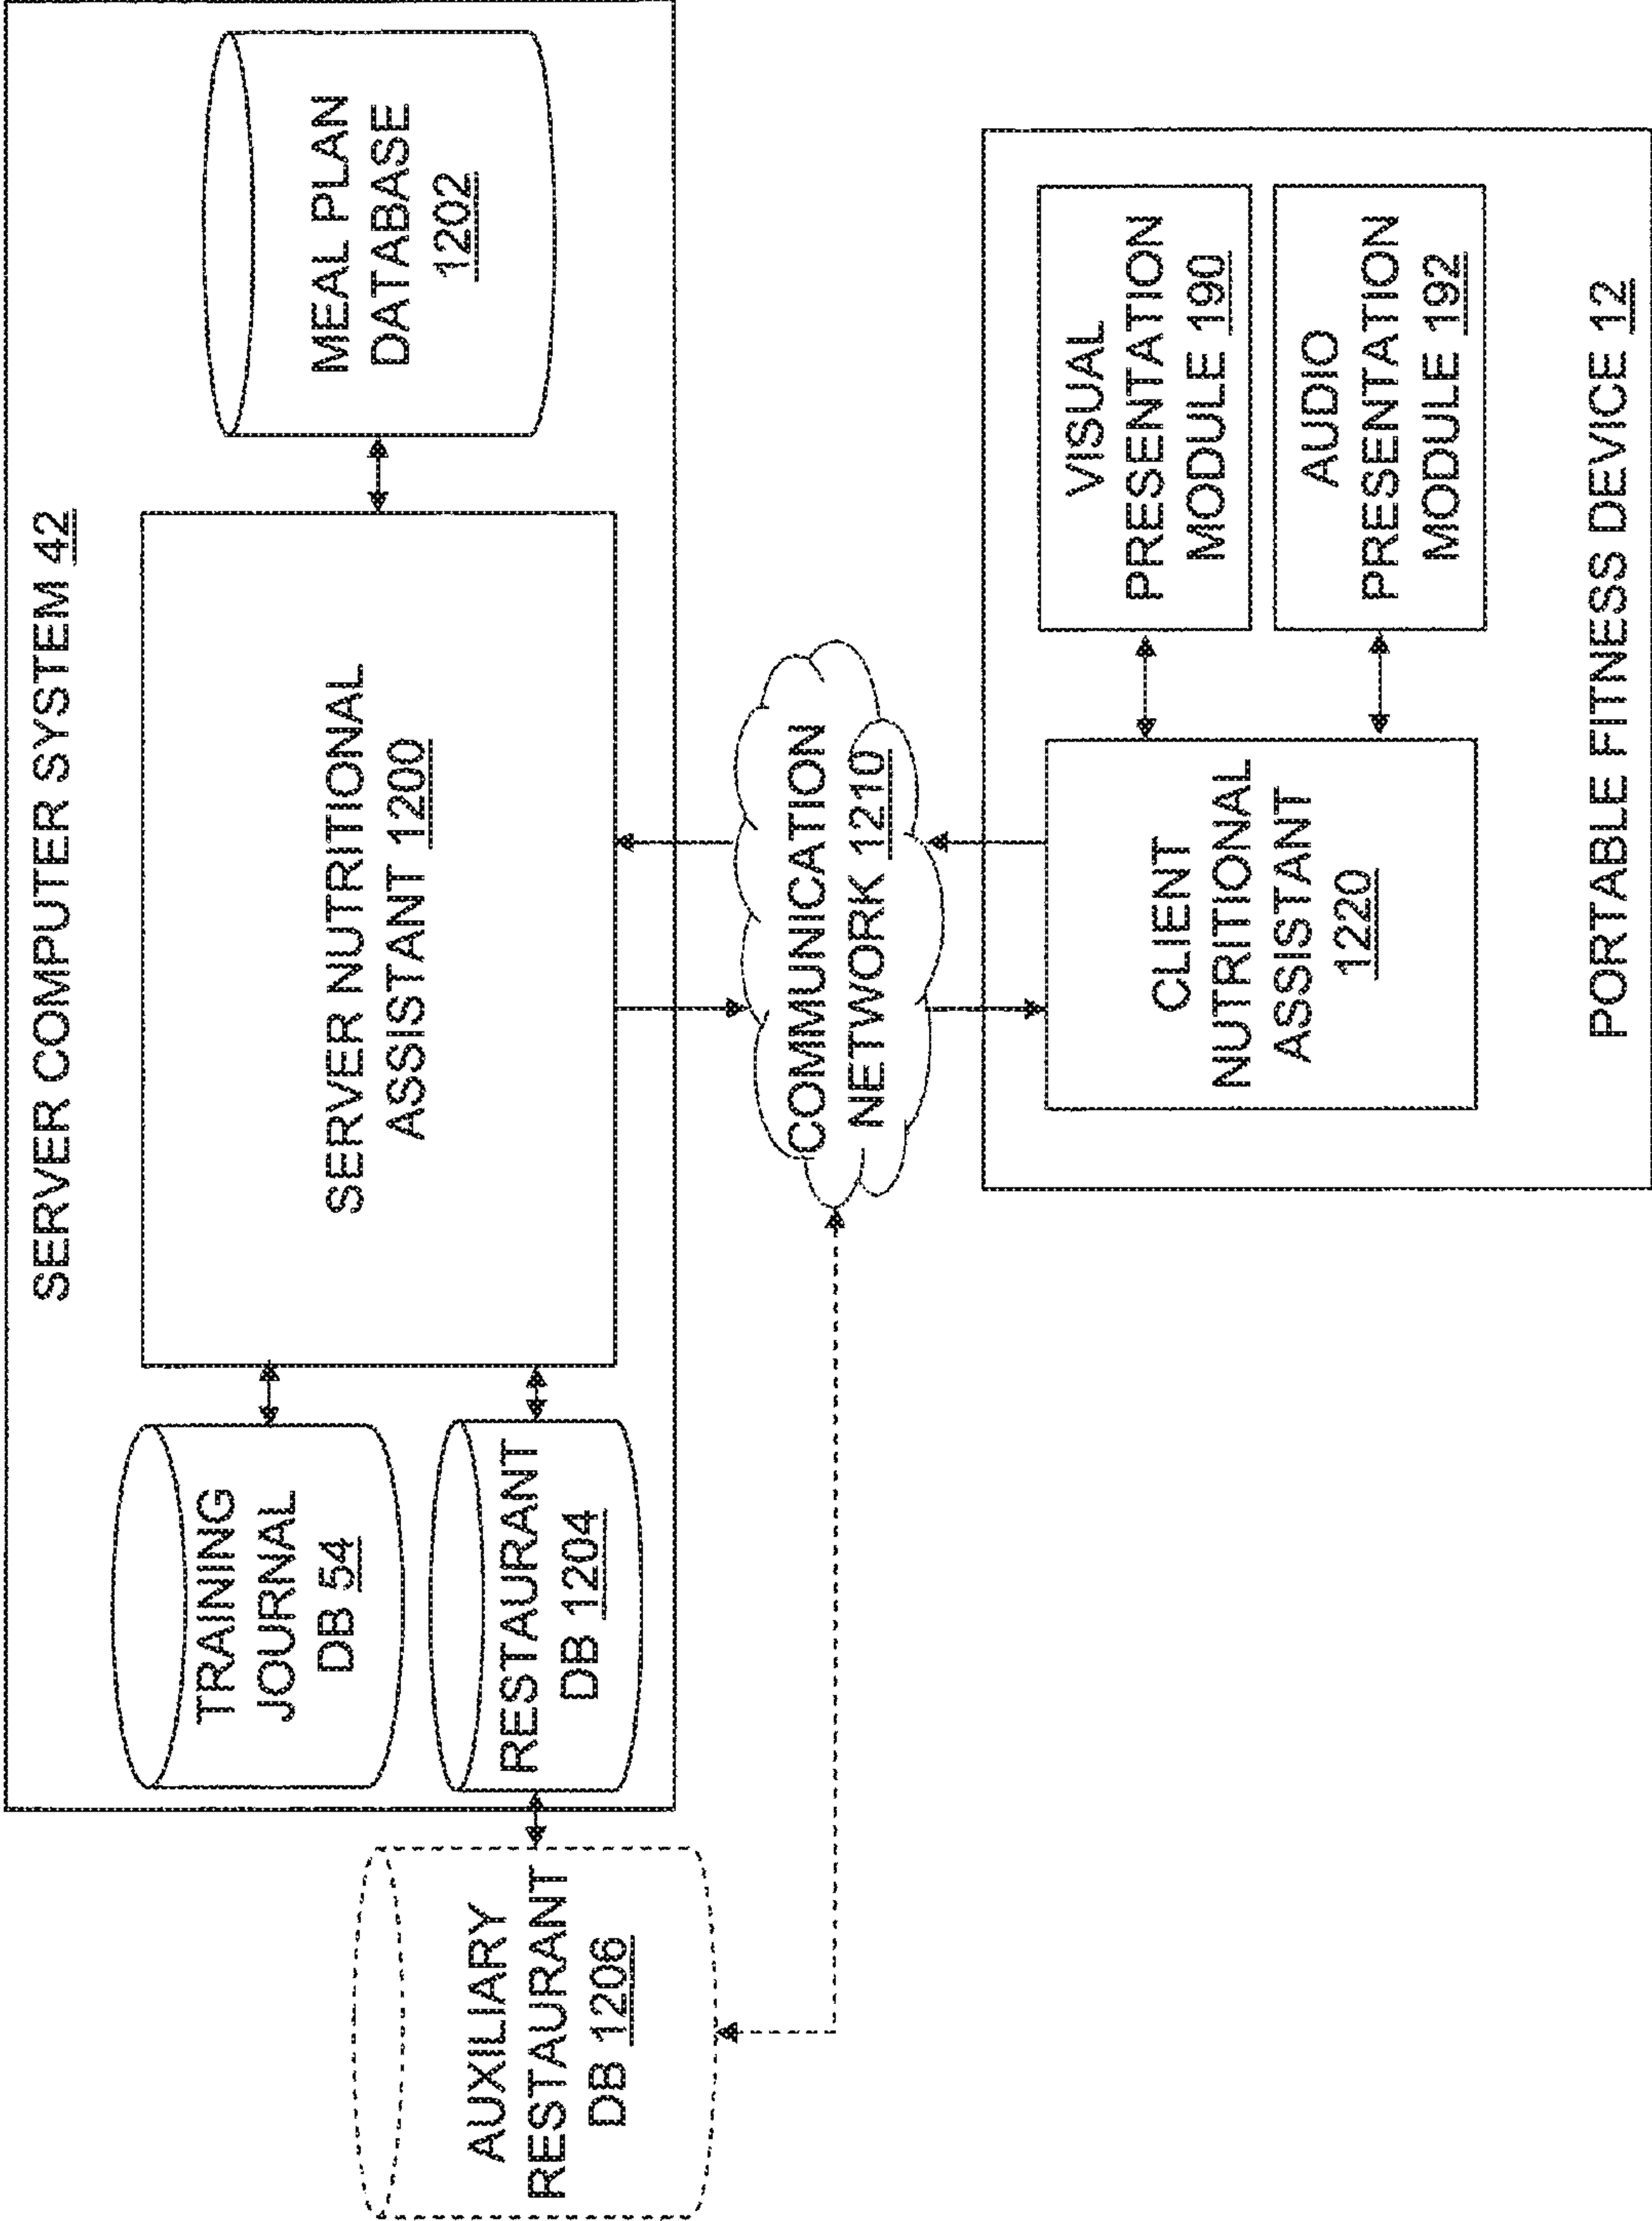 SERVER COMPUTER SYSTEM 42
TRAINING
JOURNAL
DB 54
SERVER NUTRITIONAL
ASSISTANT 1200
MEAL PLAN
DATABASE
1202
RESTAURANT
DB 1204
AUXILIARY
RESTAURANT
DB 1206
COMMUNICATION
NETWORK 1210
CLIENT
NUTRITIONAL
ASSISTANT
1220
VISUAL
PRESENTATION
MODULE 190
AUDIO
PRESENTATION
MODULE 192
PORTABLE FITNESS DEVICE 12